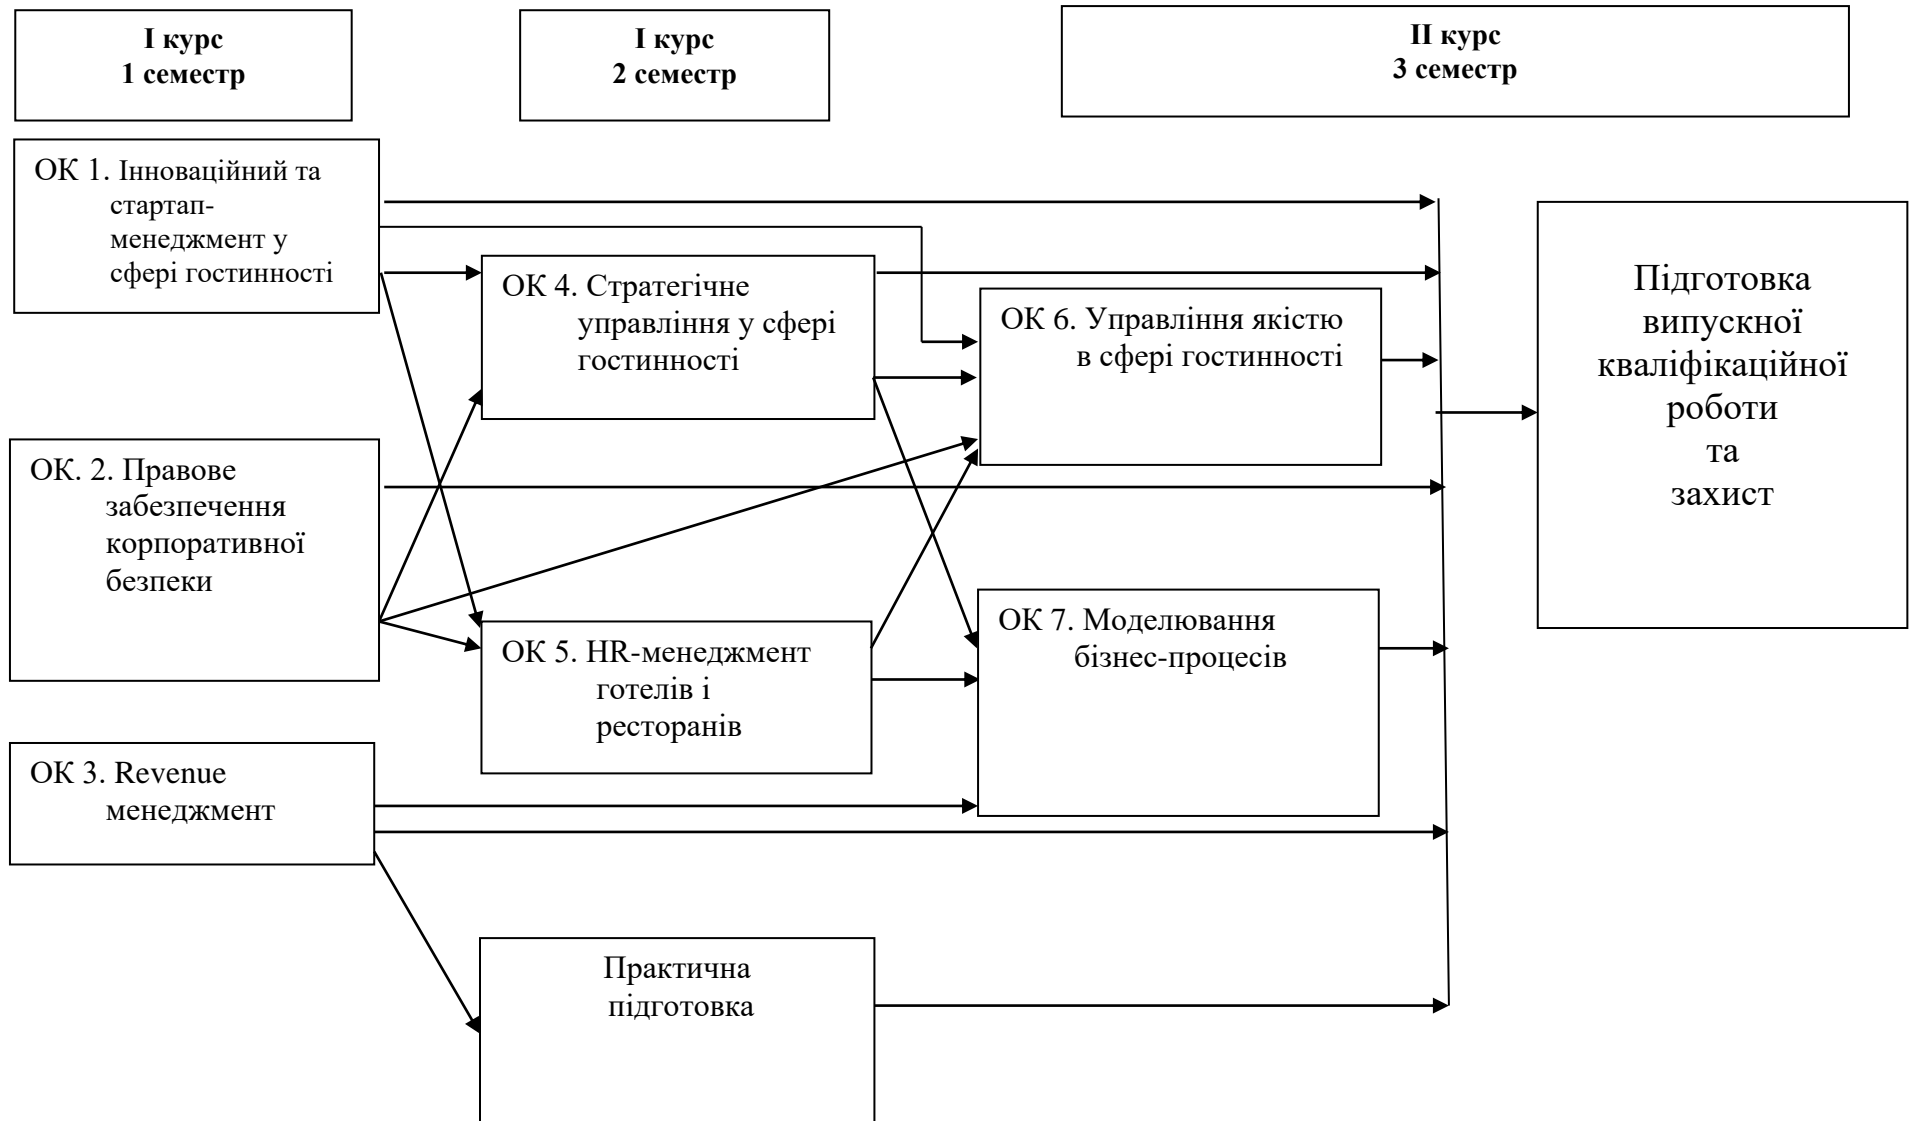 І курс
1 семестр
І курс
2 семестр
ІІ курс
3 семестр
ОК 1. Інноваційний та
стартап-
менеджмент у
сфері гостинності
ОК 4. Стратегічне
управління у сфері
гостинності
ОК 6. Управління якістю
в сфері гостинності
Підготовка
випускної
кваліфікаційної
роботи
та
захист
ОК. 2. Правове
забезпечення
корпоративної
безпеки
ОК 5. HR-менеджмент
готелів і
ресторанів
ОК 7. Моделювання
бізнес-процесів
ОК 3. Revenue
менеджмент
Практична
підготовка